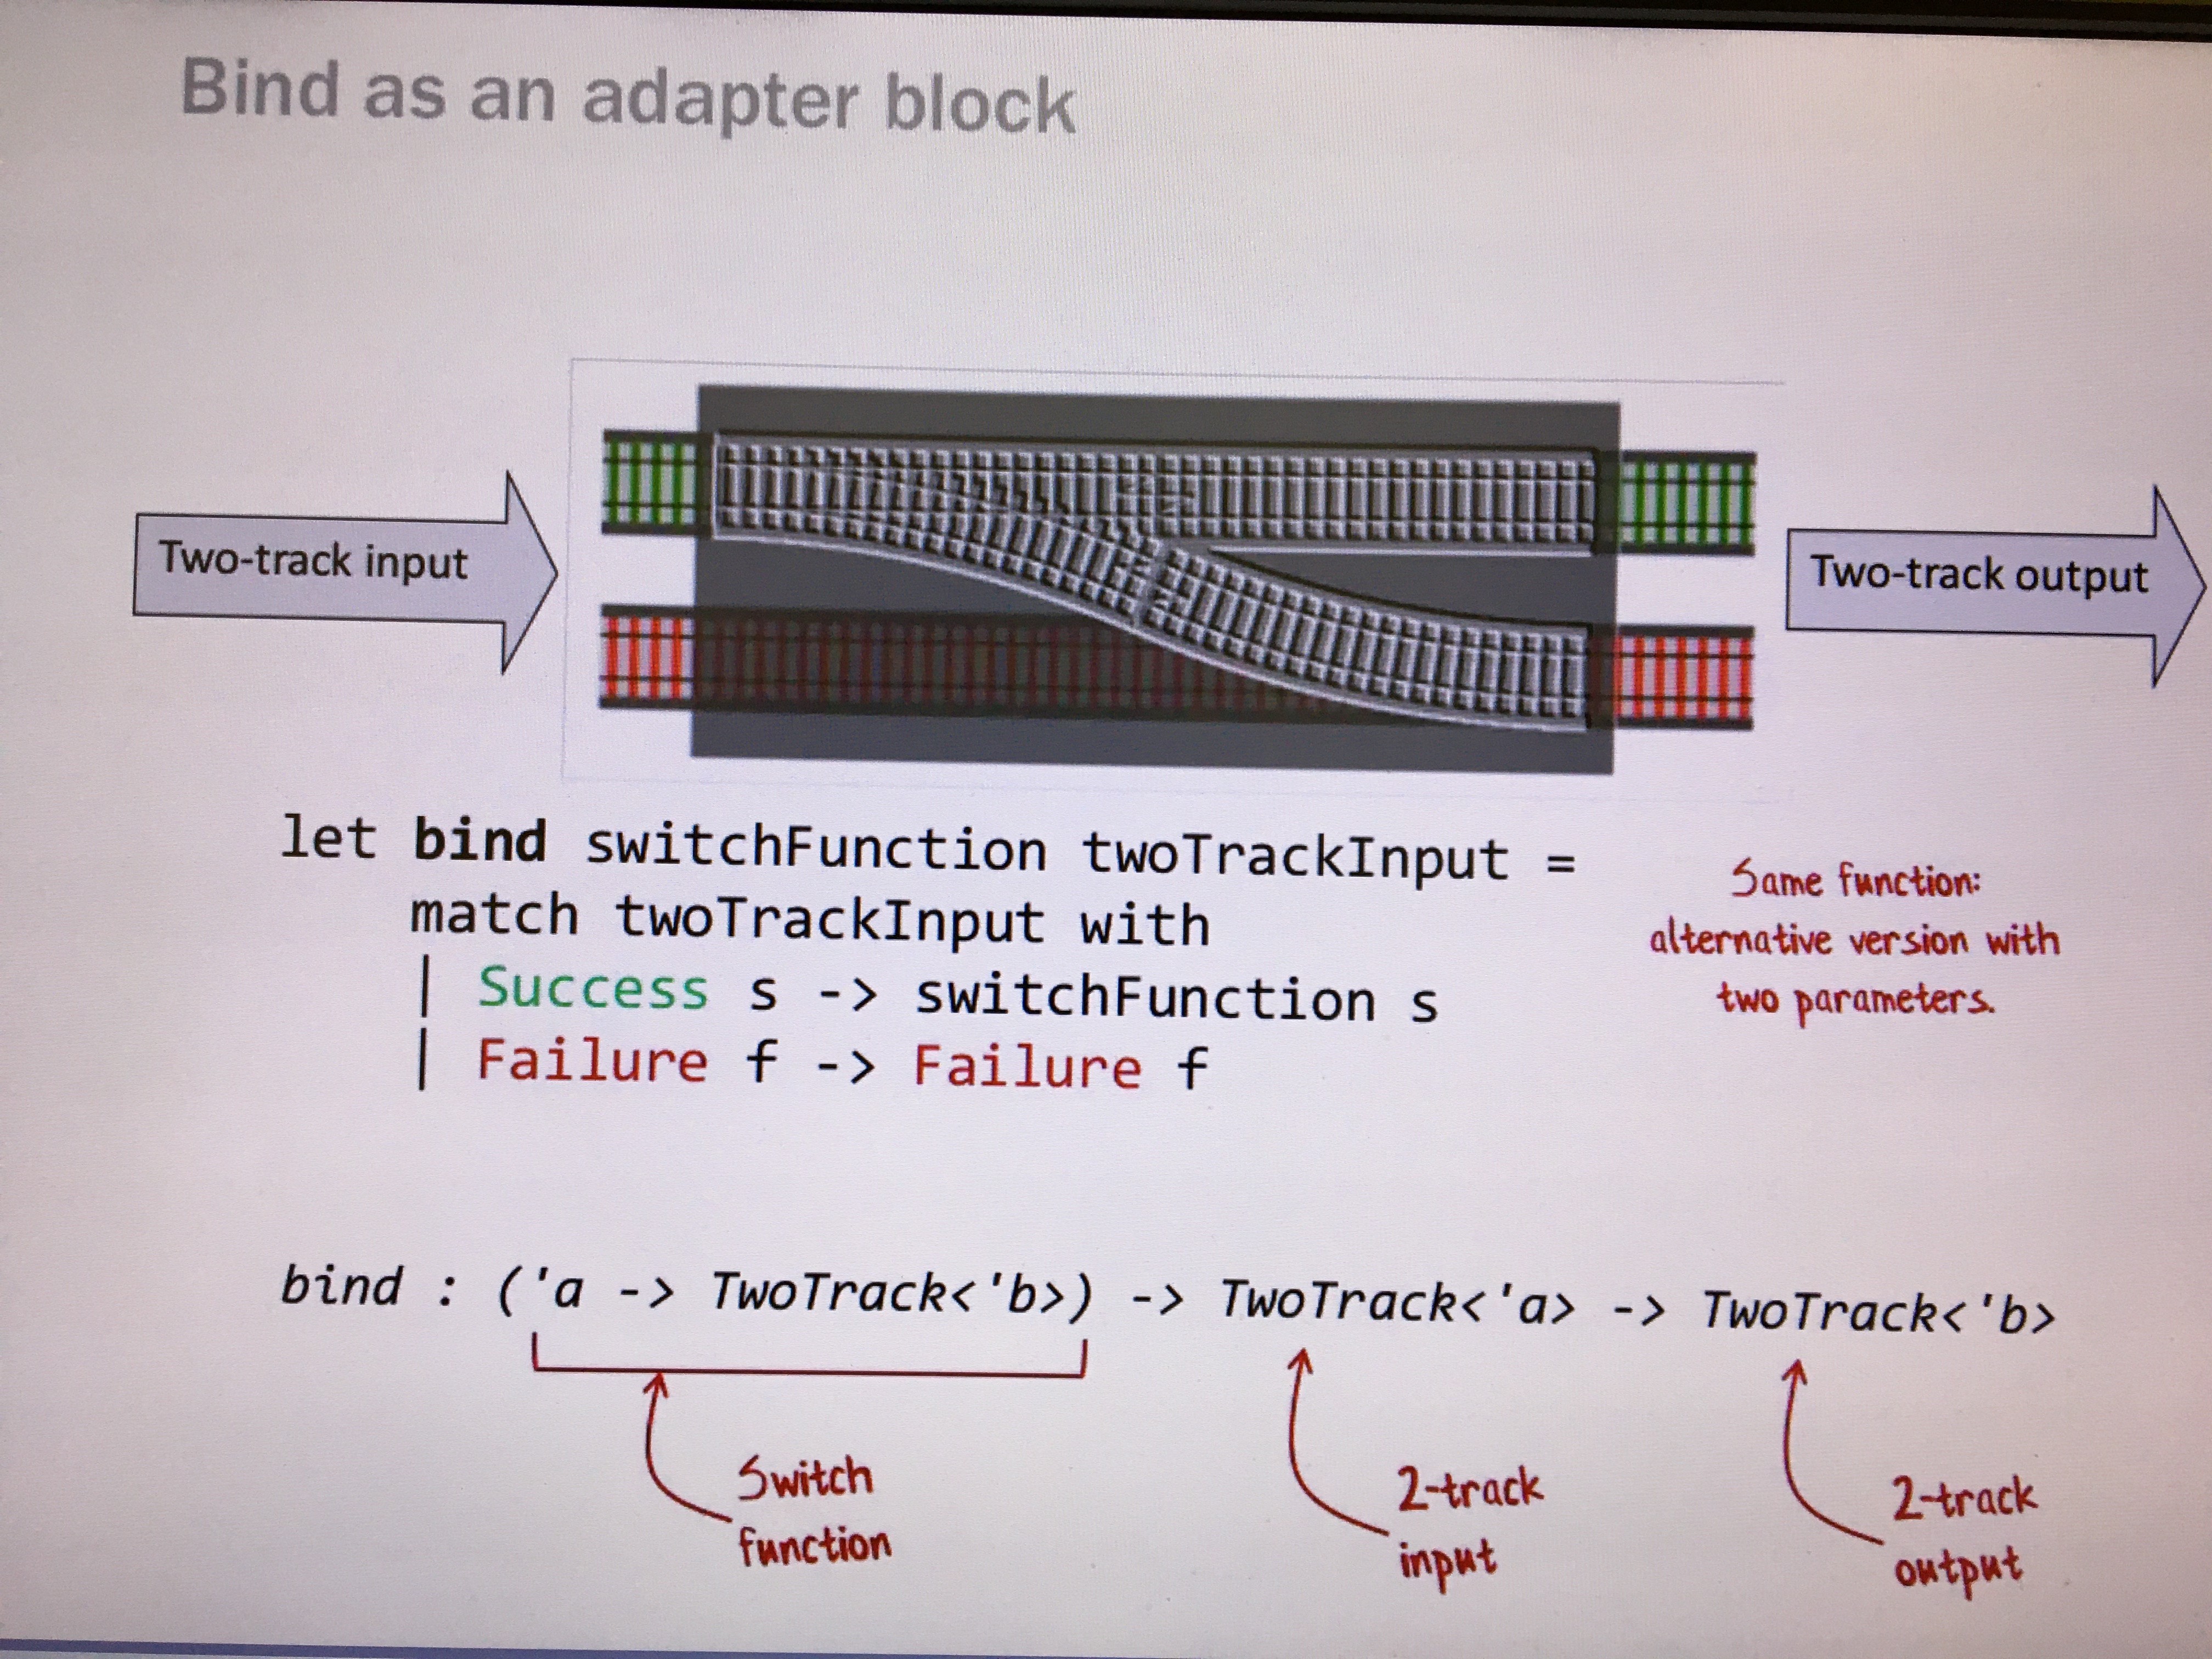 Bind as an adapter block
Two-track input
Two-track output
let bind switchFunction twoTrackInput =
match twoTrackInput with
| Success s -> switchFunction s
| Failure f -> Failure f
Same function:
alternative version with
two parameters.
bind : ('a -> TwoTrack<'b>) -> TwoTrack<'a> -> TwoTrack<'b>
Switch
function
2-track
input
2-track
output